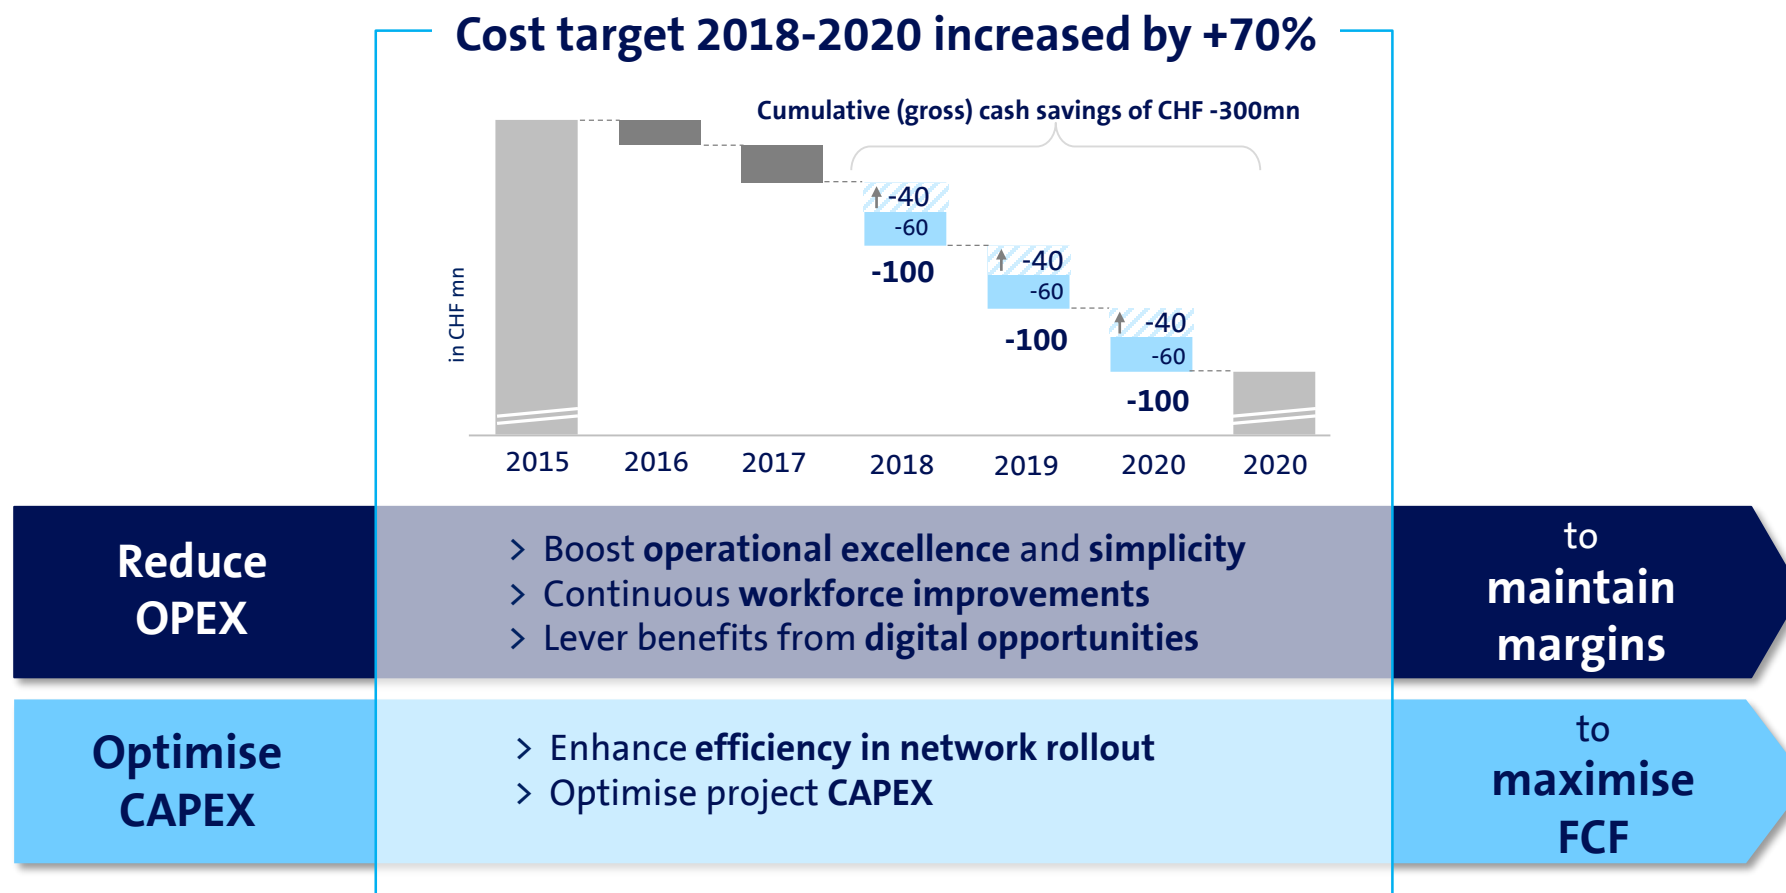 Cost target 2018-2020 increased by +70%
Cumulative (gross) cash savings of CHF -300mn
in CHF mn
-40
-60
-100
-40
-60
-100
-40
-60
-100
2015 2016 2017 2018 2019 2020 2020
Reduce
OPEX
> Boost operational excellence and simplicity
> Continuous workforce improvements
> Lever benefits from digital opportunities
to
maintain
margins
Optimise
CAPEX
> Enhance efficiency in network rollout
> Optimise project CAPEX
to
maximise
FCF